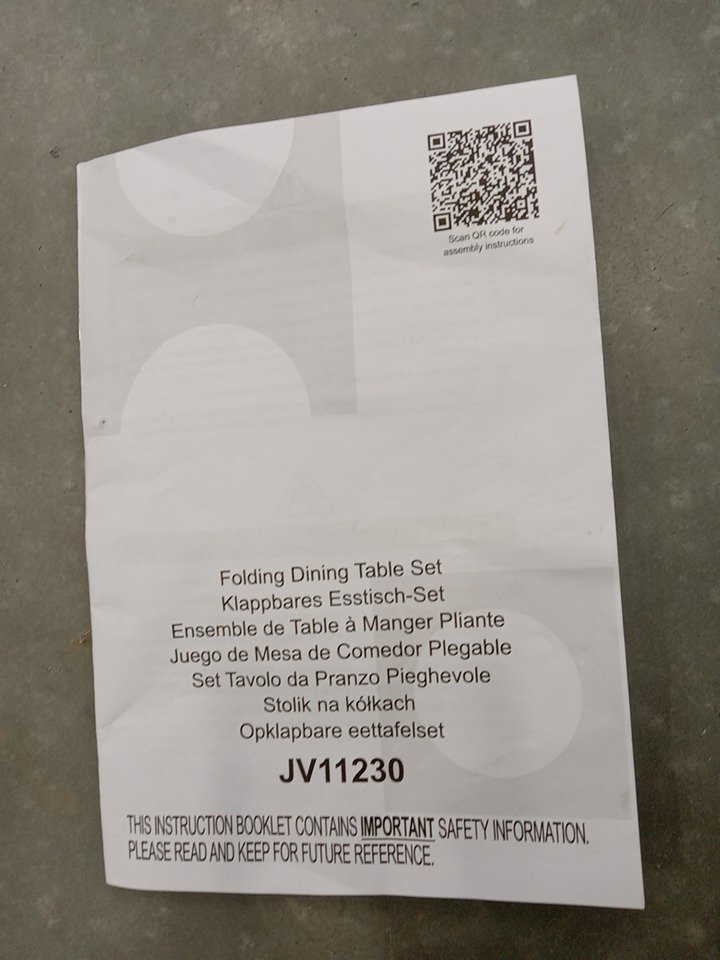 Scan QR code for
assembly instructions
Folding Dining Table Set
Klappbares Esstisch-Set
Ensemble de Table à Manger Pliante
Juego de Mesa de Comedor Plegable
Set Tavolo da Pranzo Pieghevole
Stolik na kółkach
Opklapbare eettafelset
JV11230
THIS INSTRUCTION BOOKLET CONTAINS IMPORTANT SAFETY INFORMATION.
PLEASE READ AND KEEP FOR FUTURE REFERENCE.